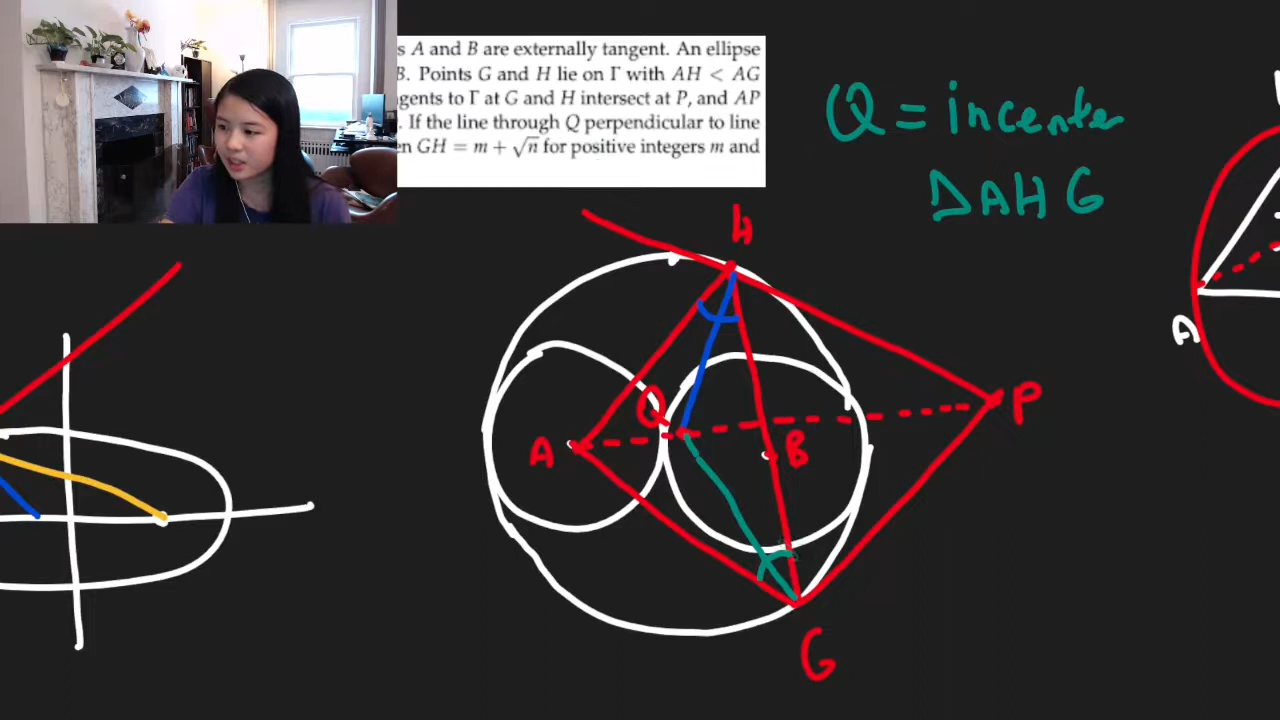 s A and B are externally tangent. An ellipse
B. Points G and H lie on Γ with AH < AG
gents to Γ at G and H intersect at P, and AP
. If the line through Q perpendicular to line
en GH = m + √n for positive integers m and
Q = incenter
△AHG
H
Q
P
A
B
A
G